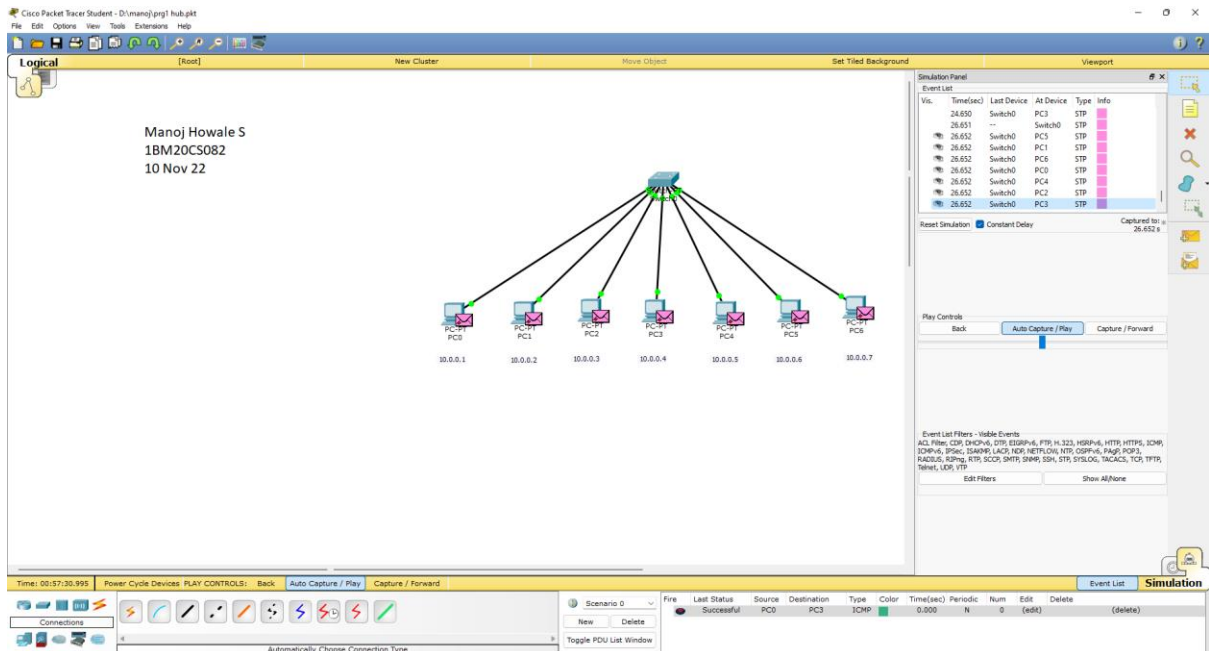 Cisco Packet Tracer Student - D:\manoj\prg1 hub.pkt
File Edit Options View Tools Extensions Help
Logical [Root] New Cluster Move Object Set Tiled Background Viewport
Manoj Howale S
1BM20CS082
10 Nov 22
Switch0
PC-PT PC-PT PC-PT PC-PT PC-PT PC-PT PC-PT
PC0 PC1 PC2 PC3 PC4 PC5 PC6
10.0.0.1 10.0.0.2 10.0.0.3 10.0.0.4 10.0.0.5 10.0.0.6 10.0.0.7
Simulation Panel
Event List
Vis. Time(sec) Last Device At Device Type Info
24.650 Switch0 PC3 STP
26.651 -- Switch0 STP
26.652 Switch0 PC5 STP
26.652 Switch0 PC1 STP
26.652 Switch0 PC6 STP
26.652 Switch0 PC0 STP
26.652 Switch0 PC4 STP
26.652 Switch0 PC2 STP
26.652 Switch0 PC3 STP
Reset Simulation Constant Delay Captured to:
26.652 s
Play Controls
Back Auto Capture / Play Capture / Forward
Event List Filters - Visible Events
ACL Filter, CDP, DHCPv6, DTP, EIGRPv6, FTP, H.323, HSRPv6, HTTP, HTTPS, ICMP,
ICMPv6, IPSec, ISAKMP, LACP, NDP, NETFLOW, NTP, OSPFv6, PAgP, POP3,
RADIUS, RIPng, RTP, SCCP, SMTP, SNMP, SSH, STP, SYSLOG, TACACS, TCP, TFTP,
Telnet, UDP, VTP
Edit Filters Show All/None
Time: 00:57:30.995 Power Cycle Devices PLAY CONTROLS: Back Auto Capture / Play Capture / Forward Event List Simulation
Connections
Automatically Choose Connection Type
Scenario 0
New Delete
Toggle PDU List Window
Fire Last Status Source Destination Type Color Time(sec) Periodic Num Edit Delete
Successful PC0 PC3 ICMP 0.000 N 0 (edit) (delete)